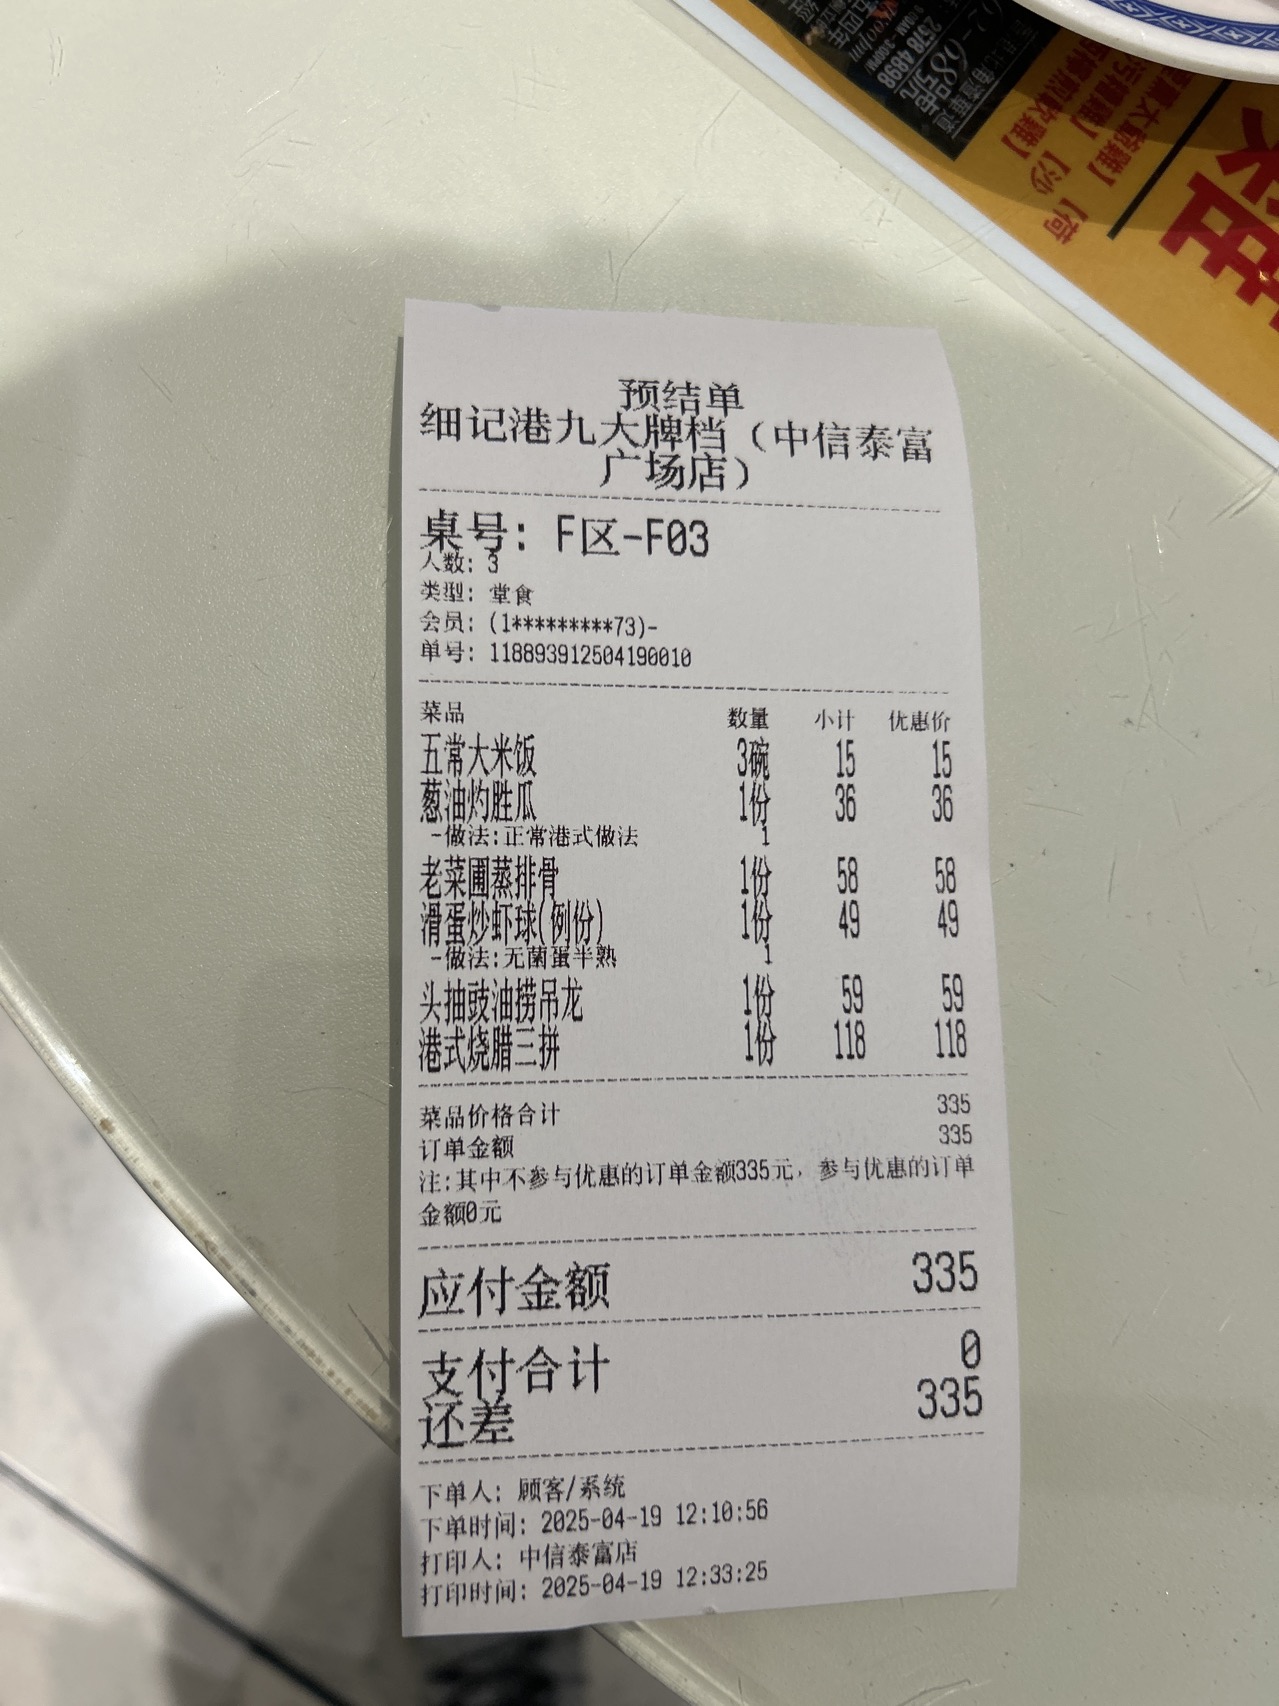 2578 4898
02-68號
预结单
细记港九大牌档（中信泰富
广场店）
桌号: F区-F03
人数: 3
类型: 堂食
会员: (1*********73)-
单号: 118893912504190010
菜品 数量 小计 优惠价
五常大米饭 3碗 15 15
葱油灼胜瓜 1份 36 36
-做法:正常港式做法 1
老菜圃蒸排骨 1份 58 58
滑蛋炒虾球(例份) 1份 49 49
-做法:无菌蛋半熟 1
头抽豉油捞吊龙 1份 59 59
港式烧腊三拼 1份 118 118
菜品价格合计 335
订单金额 335
注:其中不参与优惠的订单金额335元，参与优惠的订单
金额0元
应付金额 335
支付合计 0
还差 335
下单人: 顾客/系统
下单时间: 2025-04-19 12:10:56
打印人: 中信泰富店
打印时间: 2025-04-19 12:33:25